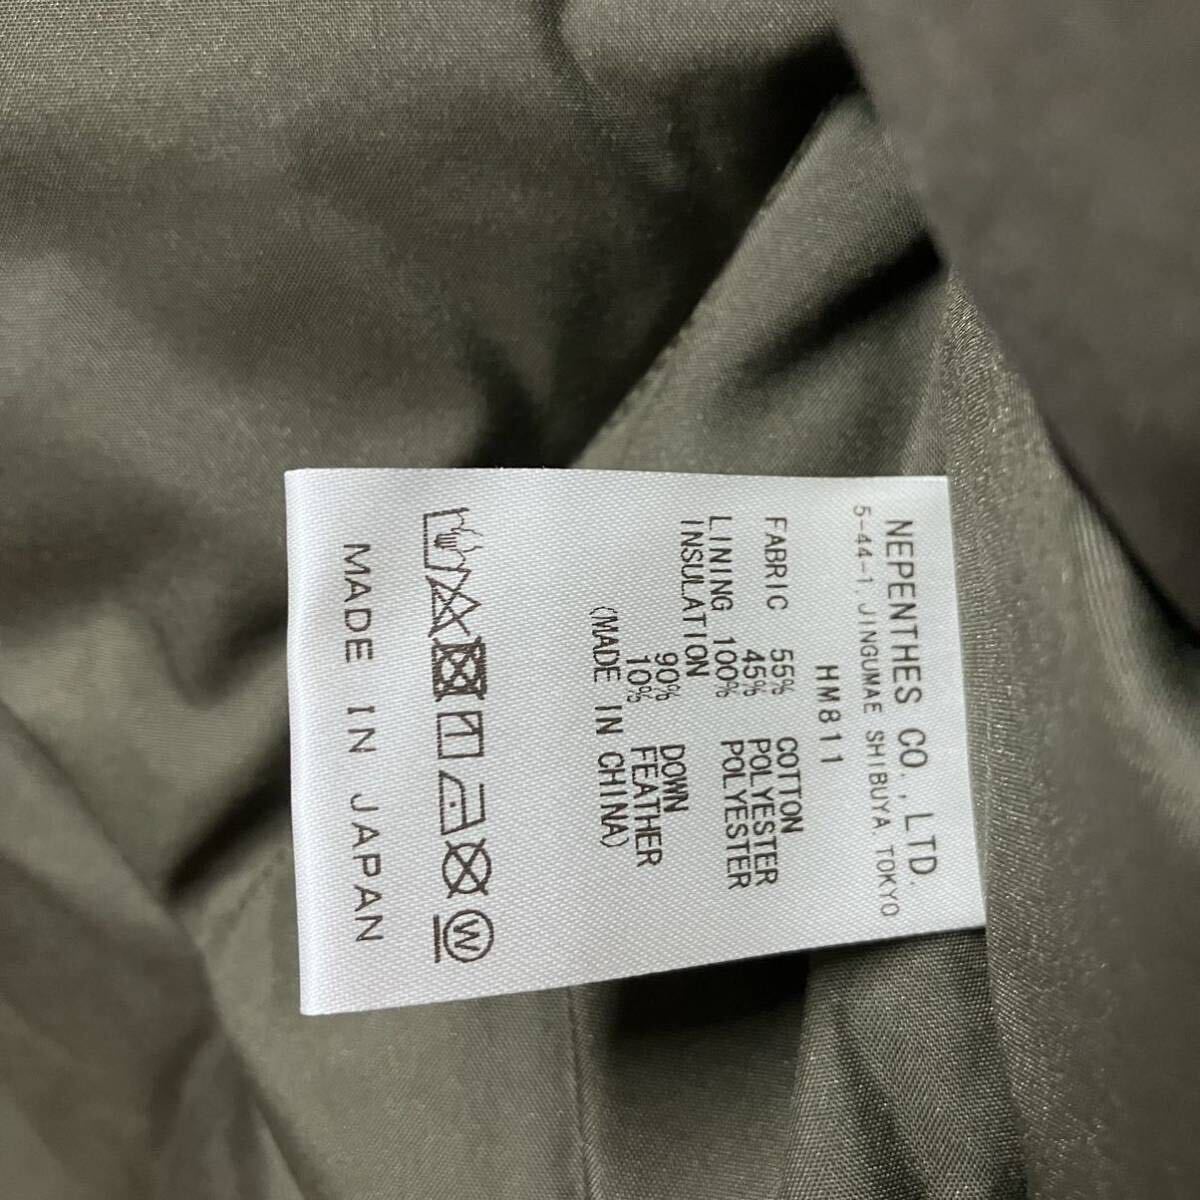 NEPENTHES CO.,LTD.
5-44-1, JINGUMAE SHIBUYA TOKYO
HM811
FABRIC 55% COTTON
45% POLYESTER
LINING 100% POLYESTER
INSULATION
90% DOWN
10% FEATHER
(MADE IN CHINA)
W
MADE IN JAPAN